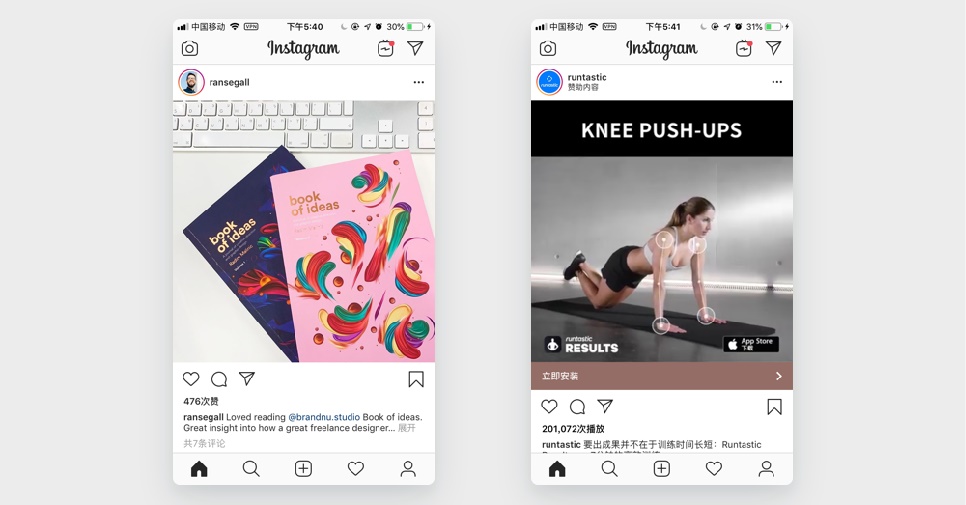 中国移动 VPN 下午5:40 30%
Instagram
ransegall
book
of ideas
book
of ideas
Radim Malinic
476次赞
ransegall Loved reading @brandnu.studio Book of ideas.
Great insight into how a great freelance designer... 展开
共7条评论
中国移动 VPN 下午5:41 31%
Instagram
runtastic
赞助内容
KNEE PUSH-UPS
runtastic
RESULTS
App Store
下载
立即安装
201,072次播放
runtastic 要出成果并不在于训练时间长短：Runtastic